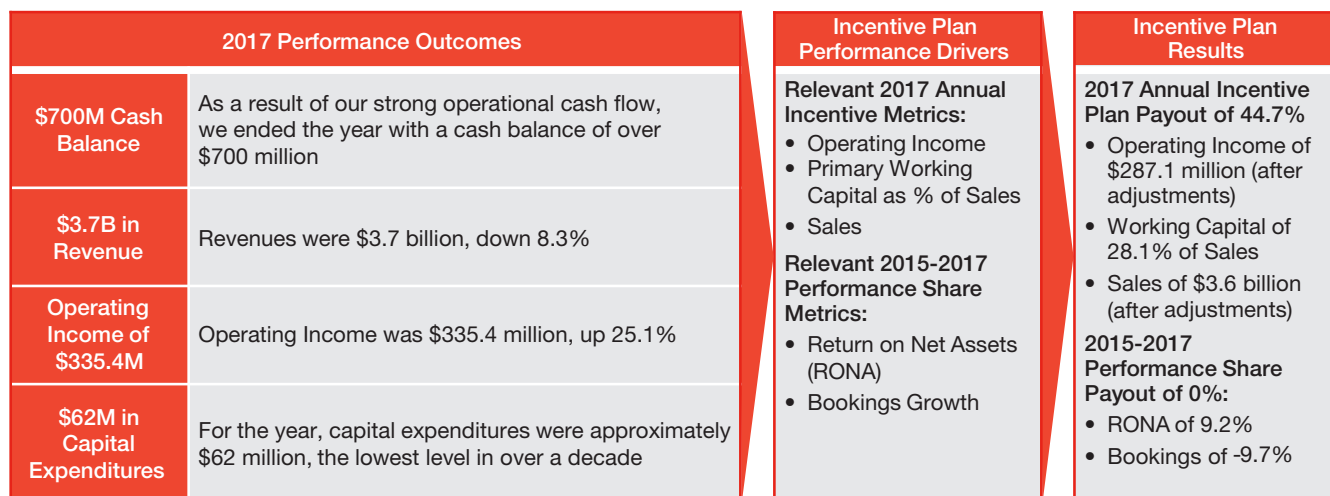 2017 Performance Outcomes
$700M Cash
Balance
As a result of our strong operational cash flow,
we ended the year with a cash balance of over
$700 million
$3.7B in
Revenue
Revenues were $3.7 billion, down 8.3%
Operating
Income of
$335.4M
Operating Income was $335.4 million, up 25.1%
$62M in
Capital
Expenditures
For the year, capital expenditures were approximately
$62 million, the lowest level in over a decade
Incentive Plan
Performance Drivers
Relevant 2017 Annual
Incentive Metrics:
• Operating Income
• Primary Working
Capital as % of Sales
• Sales
Relevant 2015-2017
Performance Share
Metrics:
• Return on Net Assets
(RONA)
• Bookings Growth
Incentive Plan
Results
2017 Annual Incentive
Plan Payout of 44.7%
• Operating Income of
$287.1 million (after
adjustments)
• Working Capital of
28.1% of Sales
• Sales of $3.6 billion
(after adjustments)
2015-2017
Performance Share
Payout of 0%:
• RONA of 9.2%
• Bookings of -9.7%